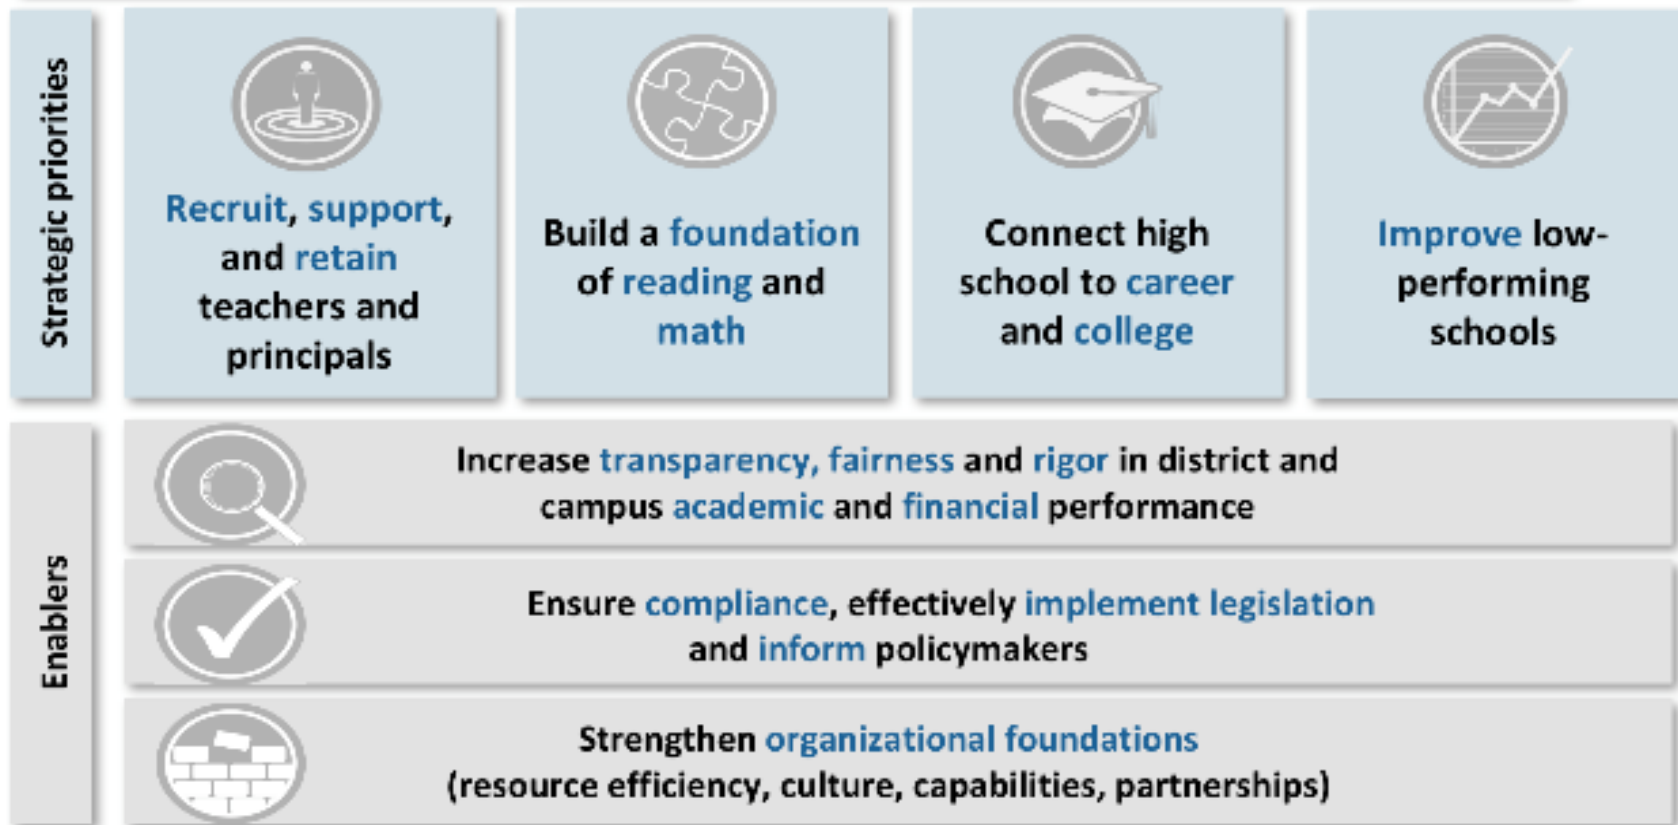 Strategic priorities
Recruit, support,
and retain
teachers and
principals
Build a foundation
of reading and
math
Connect high
school to career
and college
Improve low-
performing
schools
Enablers
Increase transparency, fairness and rigor in district and
campus academic and financial performance
Ensure compliance, effectively implement legislation
and inform policymakers
Strengthen organizational foundations
(resource efficiency, culture, capabilities, partnerships)